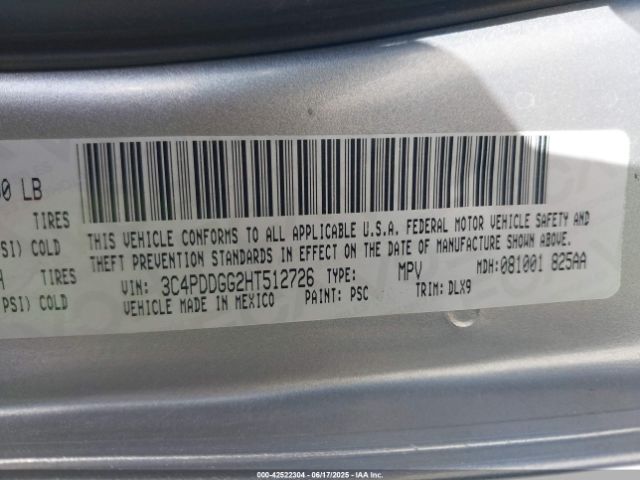 0 LB
TIRES
PSI) COLD
TIRES
PSI) COLD
THIS VEHICLE CONFORMS TO ALL APPLICABLE U.S.A. FEDERAL MOTOR VEHICLE SAFETY AND
THEFT PREVENTION STANDARDS IN EFFECT ON THE DATE OF MANUFACTURE SHOWN ABOVE.
VIN: 3C4PDDGG2HT512726 TYPE: MPV MDH:081001 825AA
VEHICLE MADE IN MEXICO PAINT: PSC TRIM: DLX9
000-42522304 - 06/17/2025 - IAA Inc.